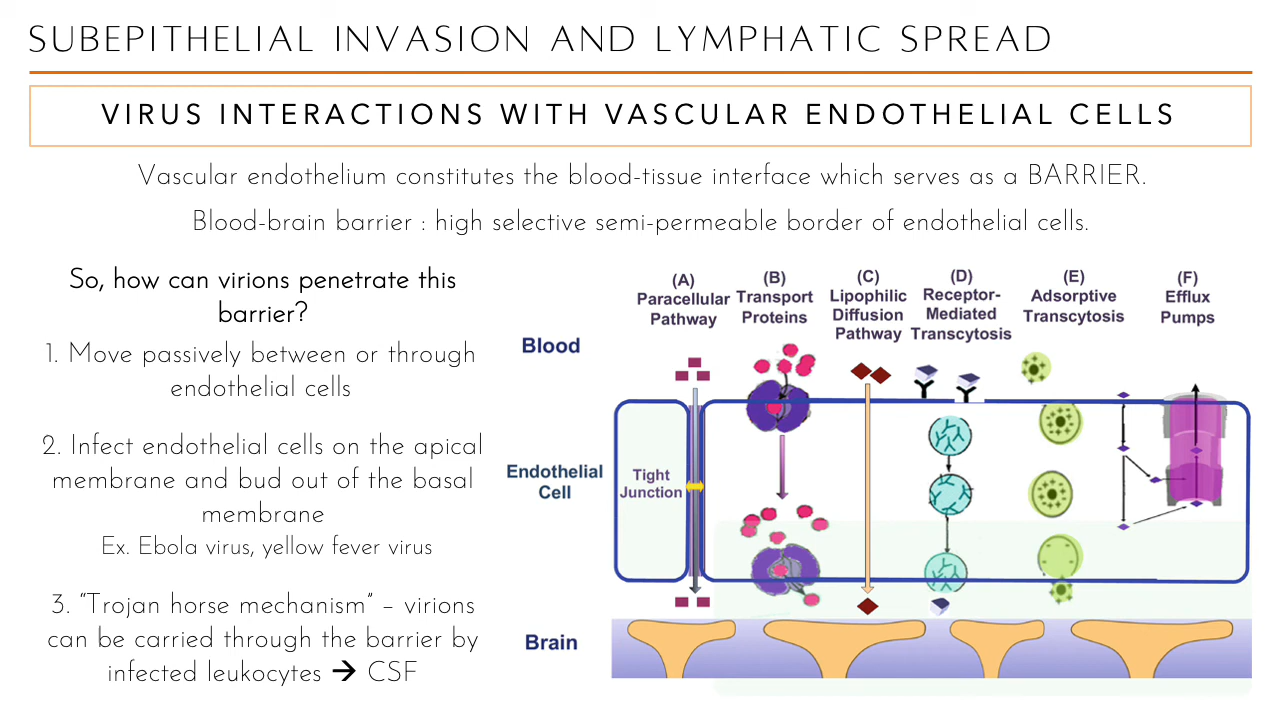 SUBEPITHELIAL INVASION AND LYMPHATIC SPREAD
VIRUS INTERACTIONS WITH VASCULAR ENDOTHELIAL CELLS
Vascular endothelium constitutes the blood-tissue interface which serves as a BARRIER.
Blood-brain barrier : high selective semi-permeable border of endothelial cells.
So, how can virions penetrate this
barrier?
1. Move passively between or through
endothelial cells
2. Infect endothelial cells on the apical
membrane and bud out of the basal
membrane
Ex. Ebola virus, yellow fever virus
3. “Trojan horse mechanism” – virions
can be carried through the barrier by
infected leukocytes → CSF
(A)
Paracellular
Pathway
(B)
Transport
Proteins
(C)
Lipophilic
Diffusion
Pathway
(D)
Receptor-
Mediated
Transcytosis
(E)
Adsorptive
Transcytosis
(F)
Efflux
Pumps
Blood
Endothelial
Cell
Tight
Junction
Brain